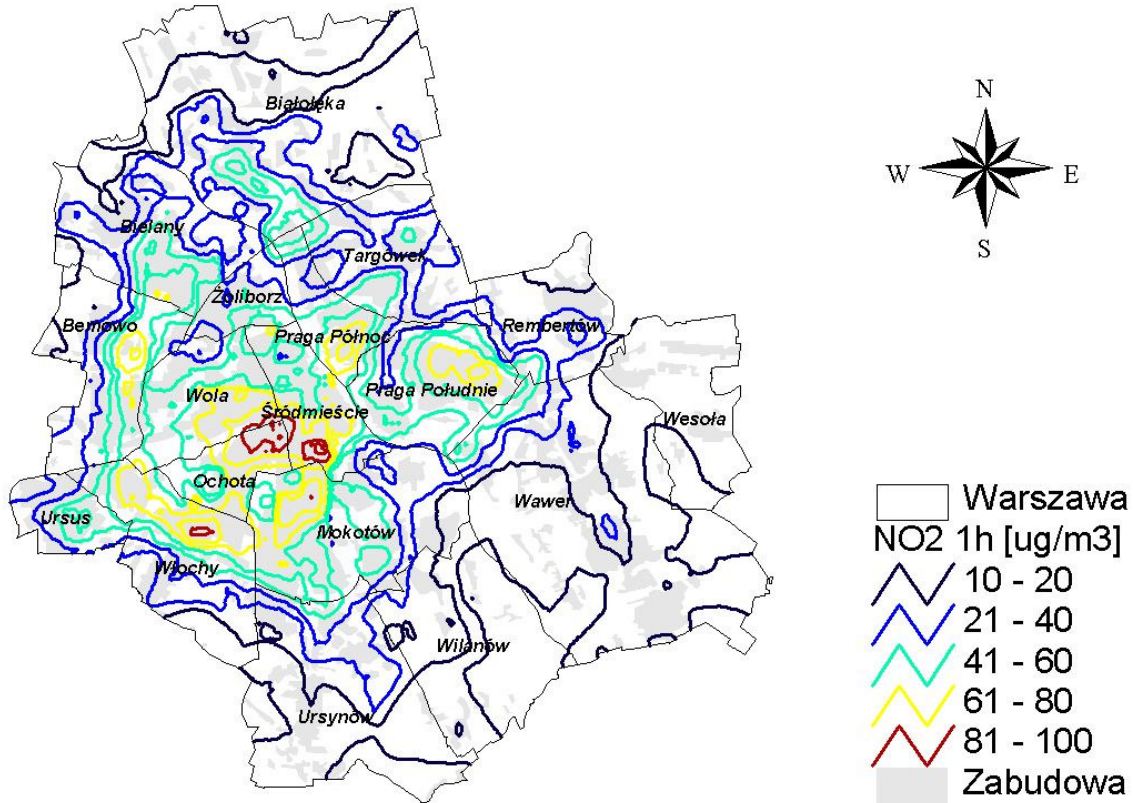 N
W
E
S
Białołęka
Bielany
Targówek
Żoliborz
Bemowo
Rembertów
Praga Północ
Wola
Praga Południe
Śródmieście
Wesoła
Ochota
Wawer
Ursus
Mokotów
Włochy
Wilanów
Ursynów
Warszawa
NO2 1h [ug/m3]
10 - 20
21 - 40
41 - 60
61 - 80
81 - 100
Zabudowa